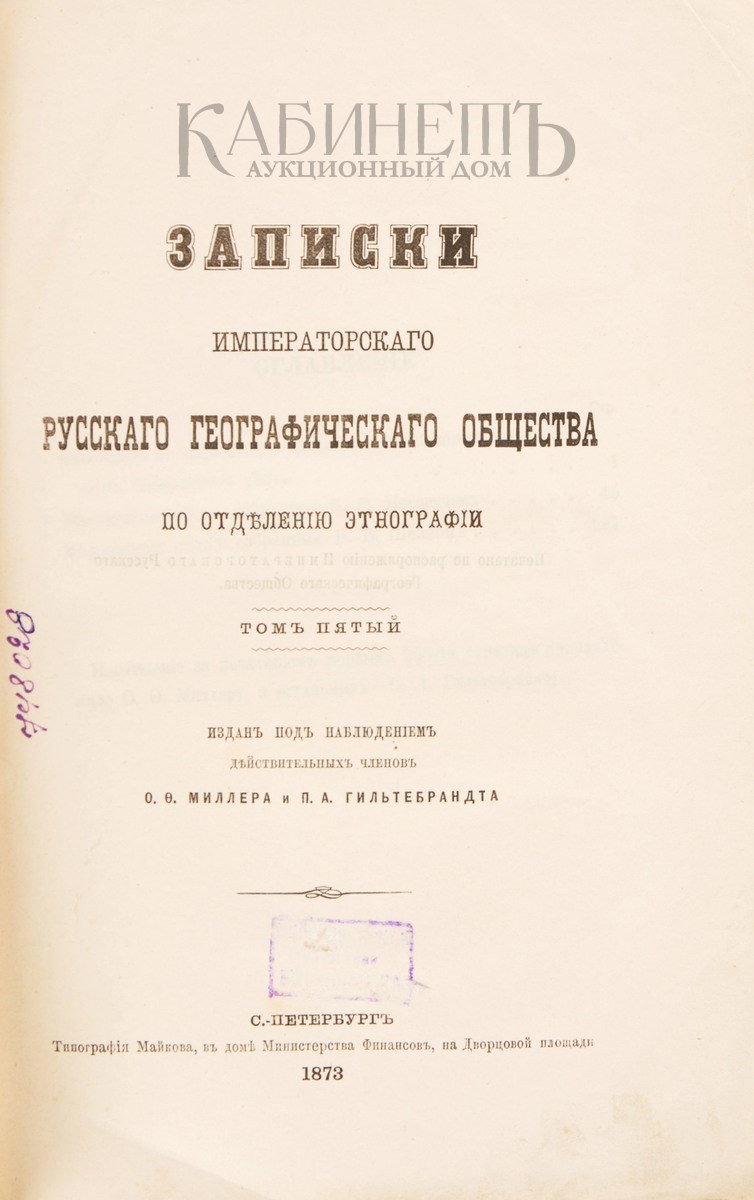 КАБИНЕТЪ
АУКЦИОННЫЙ ДОМ
ЗАПИСКИ
ИМПЕРАТОРСКАГО
РУССКАГО ГЕОГРАФИЧЕСКАГО ОБЩЕСТВА
ПО ОТДѢЛЕНІЮ ЭТНОГРАФІИ
ТОМЪ ПЯТЫЙ
ИЗДАНЪ ПОДЪ НАБЛЮДЕНІЕМЪ
ДѢЙСТВИТЕЛЬНЫХЪ ЧЛЕНОВЪ
О. Ѳ. МИЛЛЕРА и П. А. ГИЛЬТЕБРАНДТА
С.-ПЕТЕРБУРГЪ
Типографія Майкова, въ домѣ Министерства Финансовъ, на Дворцовой площади
1873